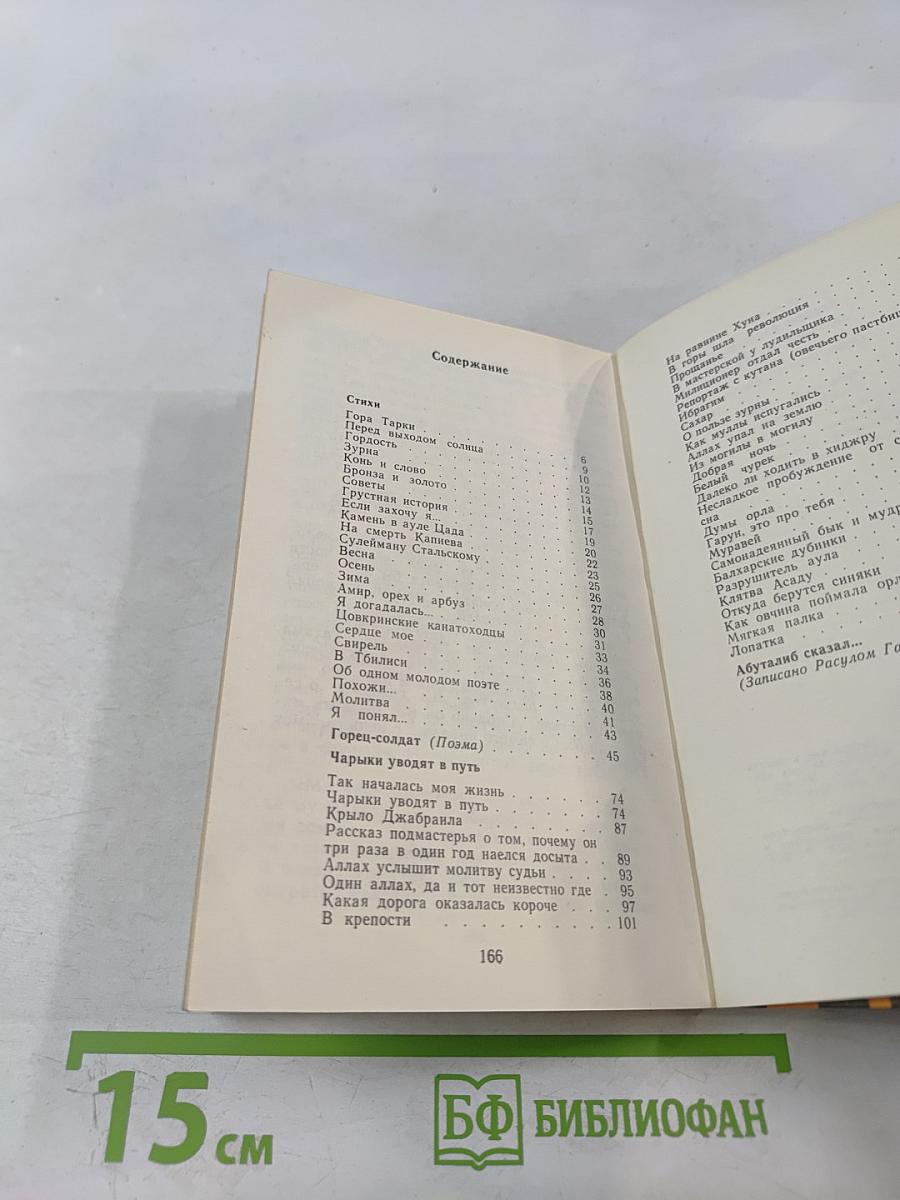 Содержание
Стихи
Гора Тарки . . . . . . . . . . 6
Перед выходом солнца . . . . . . 9
Гордость . . . . . . . . . . 10
Зурна . . . . . . . . . . 12
Конь и слово . . . . . . . . . 13
Бронза и золото . . . . . . . . 14
Советы . . . . . . . . . . 15
Грустная история . . . . . . . . 17
Если захочу я... . . . . . . . . 19
Камень в ауле Цада . . . . . . . 20
На смерть Капиева . . . . . . . 22
Сулейману Стальскому . . . . . . 23
Весна . . . . . . . . . . 25
Осень . . . . . . . . . . 26
Зима . . . . . . . . . . 27
Амир, орех и арбуз . . . . . . . 28
Я догадалась... . . . . . . . . 30
Цовкринские канатоходцы . . . . . 31
Сердце мое . . . . . . . . . 33
Свирель . . . . . . . . . . 34
В Тбилиси . . . . . . . . . 36
Об одном молодом поэте . . . . . 38
Похожи... . . . . . . . . . 40
Молитва . . . . . . . . . 41
Я понял... . . . . . . . . . 43
Горец-солдат (Поэма) . . . . . . 45
Чарыки уводят в путь
Так началась моя жизнь . . . . . . 74
Чарыки уводят в путь . . . . . . 74
Крыло Джабраила . . . . . . . 87
Рассказ подмастерья о том, почему он
три раза в один год наелся досыта . . 89
Аллах услышит молитву судьи . . . . 93
Один аллах, да и тот неизвестно где . 95
Какая дорога оказалась короче . . . 97
В крепости . . . . . . . . . 101
166
На равнине Хуна . . . . .
В горы шла революция . . . .
Прощанье . . . . . .
В мастерской у лудильщика . .
Милиционер отдал честь . . .
Репортаж с кутана (овечьего пастбищ
Ибрагим . . . . . .
Сахар . . . . . .
О пользе зурны . . . . .
Как муллы испугались . . . .
Аллах упал на землю . . . .
Из могилы в могилу . . . .
Добрая ночь . . . . .
Белый чурек . . . . .
Далеко ли ходить в хиджру . .
Несладкое пробуждение от с
сна . . . . . .
Думы орла . . . . .
Гарун, это про тебя . . . .
Муравей . . . . . .
Самонадеянный бык и мудр
Балхарские дубинки . . . .
Разрушитель аула . . . .
Клятва Асаду . . . . .
Откуда берутся синяки . . .
Как овчина поймала орл
Мягкая палка . . . . .
Лопатка . . . . . .
Абуталиб сказал...
(Записано Расулом Га
15 см
БФ БИБЛИОФАН